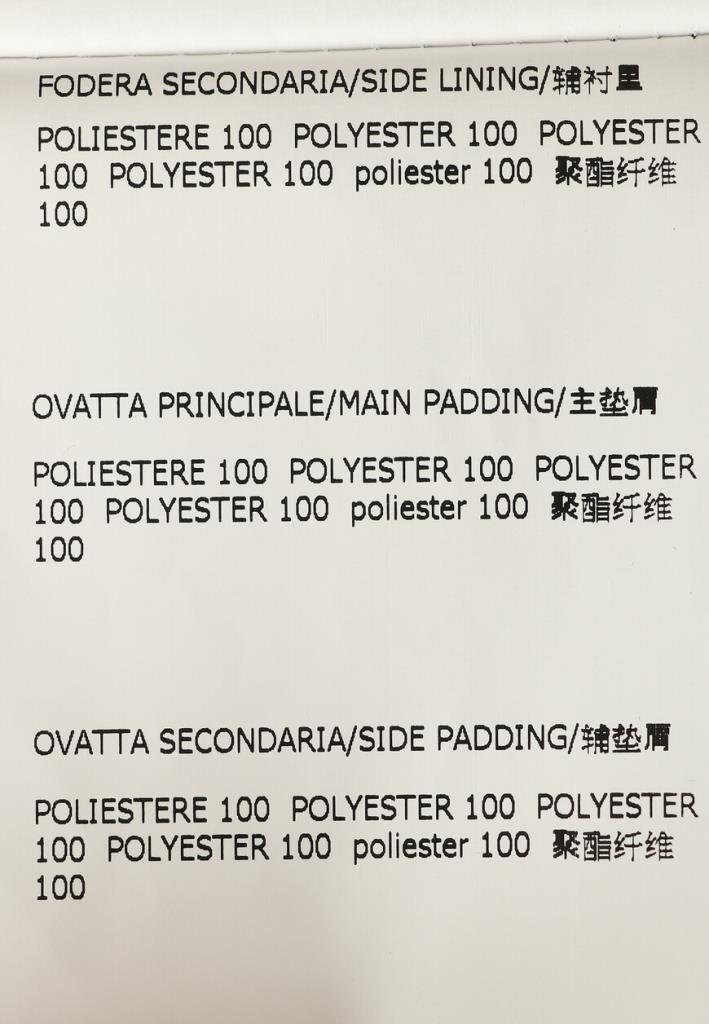 FODERA SECONDARIA/SIDE LINING/辅衬里
POLIESTERE 100 POLYESTER 100 POLYESTER
100 POLYESTER 100 poliester 100 聚酯纤维
100
OVATTA PRINCIPALE/MAIN PADDING/主垫肩
POLIESTERE 100 POLYESTER 100 POLYESTER
100 POLYESTER 100 poliester 100 聚酯纤维
100
OVATTA SECONDARIA/SIDE PADDING/辅垫肩
POLIESTERE 100 POLYESTER 100 POLYESTER
100 POLYESTER 100 poliester 100 聚酯纤维
100